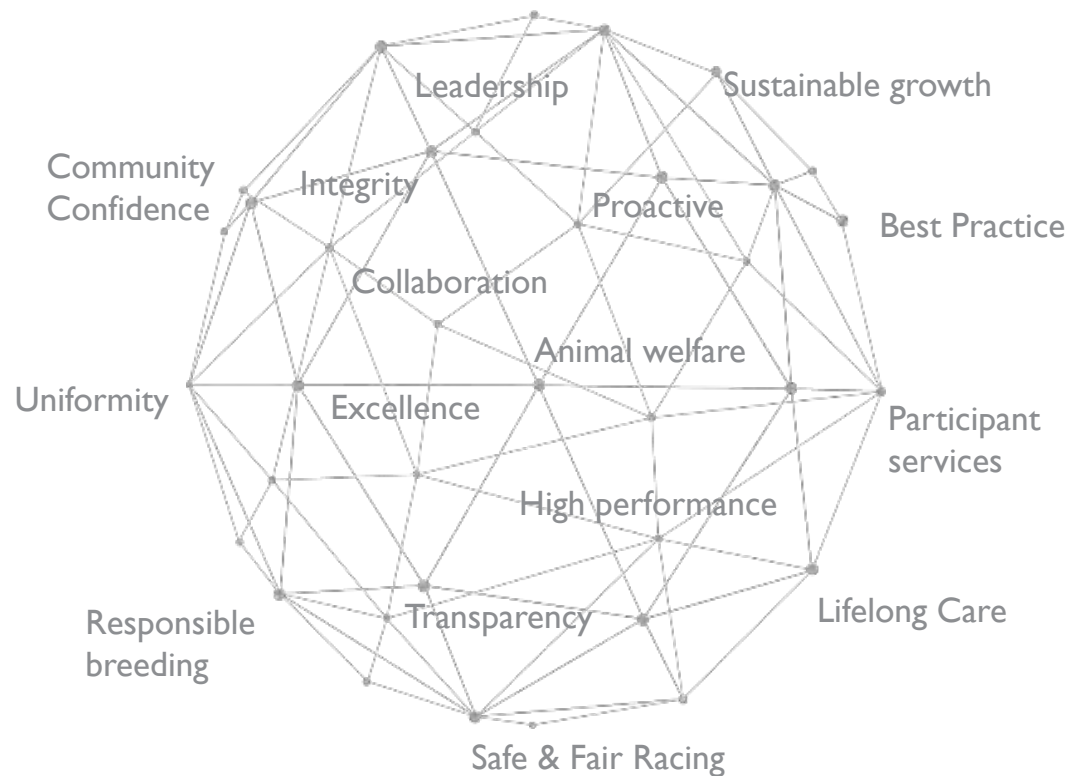 Leadership
Sustainable growth
Community
Confidence
Integrity
Proactive
Best Practice
Collaboration
Animal welfare
Uniformity
Excellence
Participant
services
High performance
Responsible
breeding
Transparency
Lifelong Care
Safe & Fair Racing